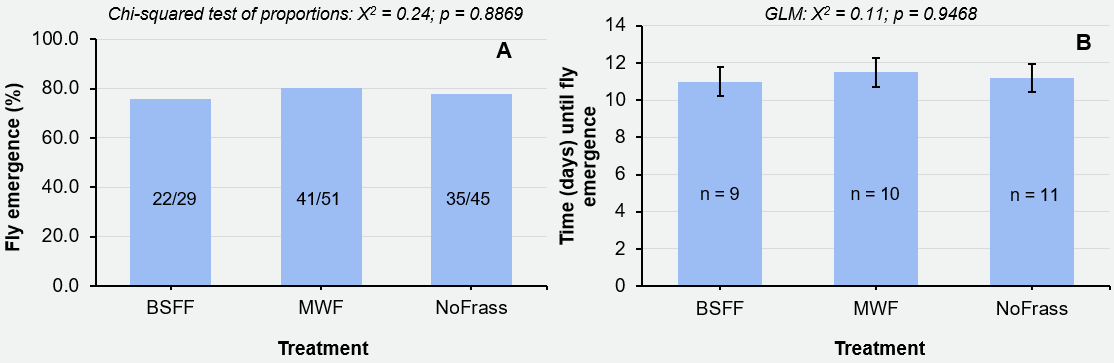 Chi-squared test of proportions: X² = 0.24; p = 0.8869
A
Fly emergence (%)
100.0
80.0
60.0
40.0
20.0
0.0
22/29
41/51
35/45
BSFF
MWF
NoFrass
Treatment
GLM: X² = 0.11; p = 0.9468
B
Time (days) until fly
emergence
14
12
10
8
6
4
2
0
n = 9
n = 10
n = 11
BSFF
MWF
NoFrass
Treatment